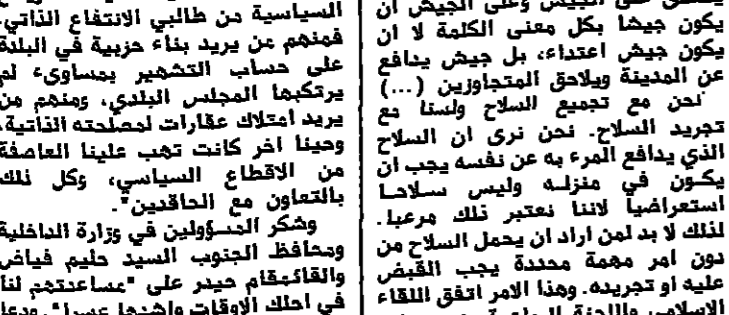 يكون جيشا بكل معنى الكلمة لا ان
يكون جيش اعتداء، بل جيش يدافع
عن المدينة ويلاحق المتجاوزين (...)
نحن مع تجميع السلاح ولسنا مع
تجريد السلاح. نحن نرى ان السلاح
الذي يدافع المرء به عن نفسه يجب ان
يكون في منزله وليس سلاحا
استعراضياً لاننا نعتبر ذلك مرعبا.
لذلك لا بد لمن اراد ان يحمل السلاح من
دون امر مهمة محددة يجب القبض
عليه او تجريده. وهذا الامر اتفق اللقاء
السياسية من طالبي الانتفاع الذاتي.
فمنهم من يريد بناء حزبية في البلدة
على حساب التشهير بمساوىء لم
يرتكبها المجلس البلدي، ومنهم من
يريد امتلاك عقارات لمصلحته الذاتية،
وحينا اخر كانت تهب علينا العاصفة
من الاقطاع السياسي، وكل ذلك
بالتعاون مع الحاقدين".
وشكر المسؤولين في وزارة الداخلية
ومحافظ الجنوب السيد حليم فياض
والقائمقام حيدر على "مساعدتهم لنا
في احلك الاوقات واشدها عسرا". ودعا